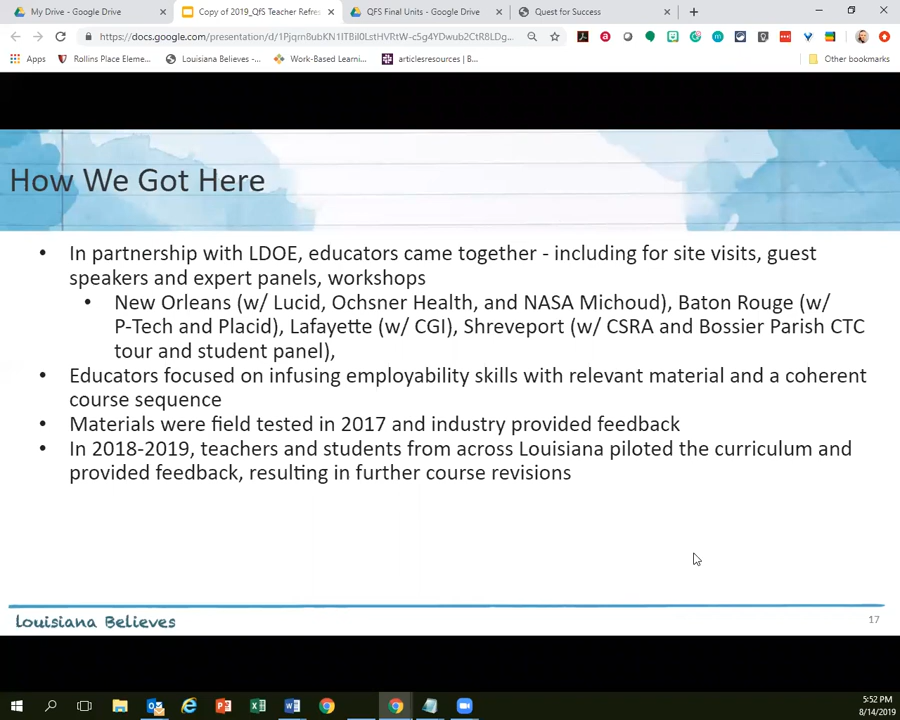 My Drive - Google Drive
Copy of 2019_QfS Teacher Refres
QFS Final Units - Google Drive
Quest for Success
https://docs.google.com/presentation/d/
Apps
Rollins Place Eleme...
Louisiana Believes -...
Work-Based Learni...
articlesresources | B...
Other bookmarks
How We Got Here
• In partnership with LDOE, educators came together - including for site visits, guest
speakers and expert panels, workshops
• New Orleans (w/ Lucid, Ochsner Health, and NASA Michoud), Baton Rouge (w/
P-Tech and Placid), Lafayette (w/ CGI), Shreveport (w/ CSRA and Bossier Parish CTC
tour and student panel),
• Educators focused on infusing employability skills with relevant material and a coherent
course sequence
• Materials were field tested in 2017 and industry provided feedback
• In 2018-2019, teachers and students from across Louisiana piloted the curriculum and
provided feedback, resulting in further course revisions
Louisiana Believes
17
5:52 PM
8/14/2019